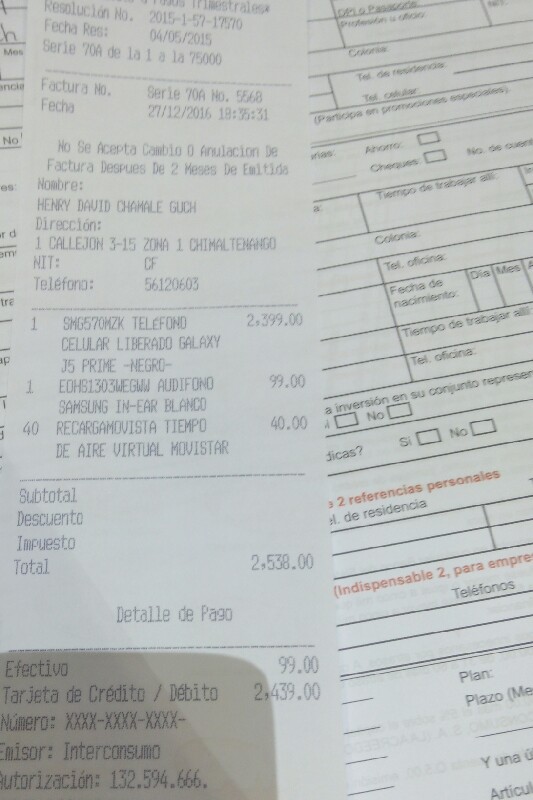 Trimestrales*
Resolución No. 2015-1-57-17570
Fecha Res: 04/05/2015
Serie 70A de la 1 a la 75000
Factura No. Serie 70A No. 5568
Fecha 27/12/2016 18:35:31
No Se Acepta Cambio O Anulacion De
Factura Despues De 2 Meses De Emitida
Nombre:
HENRY DAVID CHAMALE GUCH
Dirección:
1 CALLEJON 3-15 ZONA 1 CHIMALTENANGO
NIT: CF
Teléfono: 56120603
1 SMG570MZK TELEFONO 2,399.00
CELULAR LIBERADO GALAXY
J5 PRIME -NEGRO-
1 EOHS1303WEGWW AUDIFONO 99.00
SAMSUNG IN-EAR BLANCO
40 RECARGAMOVISTA TIEMPO 40.00
DE AIRE VIRTUAL MOVISTAR
Subtotal
Descuento
Impuesto
Total 2,538.00
Detalle de Pago
Efectivo 99.00
Tarjeta de Crédito / Débito 2,439.00
Número: XXXX-XXXX-XXXX-
Emisor: Interconsumo
Autorización: 132.594.666.
DPI o Pasaporte
NIT:
Profesión u oficio:
Colonia:
Tel. de residencia:
Tel. celular:
(Participa en promociones especiales).
Ahorro:
Cheques:
No. de cuent
Tiempo de trabajar allí:
Colonia:
Tel. oficina:
Fecha de nacimiento:
Día Mes
Tiempo de trabajar allí:
Tel. oficina:
a inversión en su conjunto represen
No
dicas? Si No
2 referencias personales
el. de residencia
(Indispensable 2, para empre
Teléfonos
Plan:
Plazo (Me
Y una ú
Articul